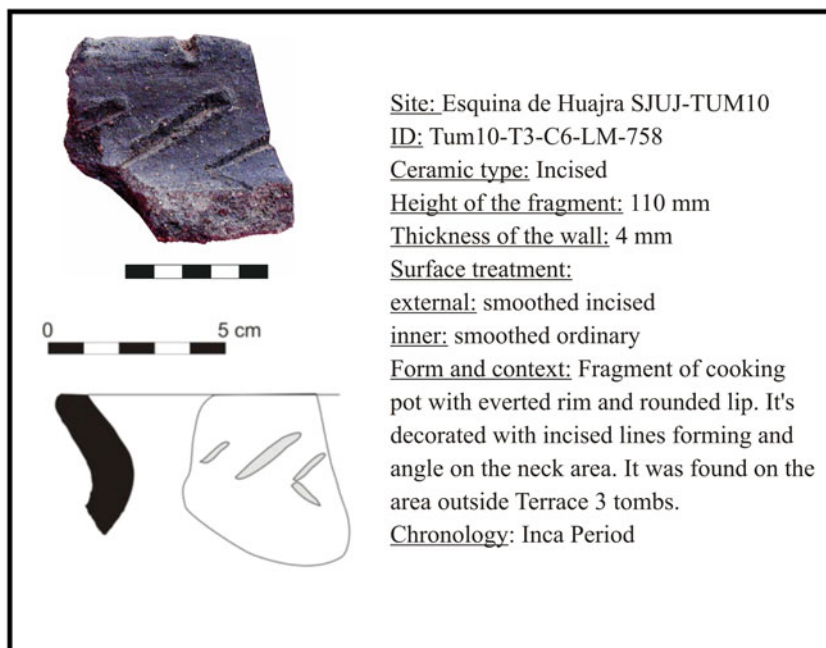 Site: Esquina de Huajra SJUJ-TUM10
ID: Tum10-T3-C6-LM-758
Ceramic type: Incised
Height of the fragment: 110 mm
Thickness of the wall: 4 mm
Surface treatment:
external: smoothed incised
inner: smoothed ordinary
Form and context: Fragment of cooking
pot with everted rim and rounded lip. It's
decorated with incised lines forming and
angle on the neck area. It was found on the
area outside Terrace 3 tombs.
Chronology: Inca Period
0 5 cm